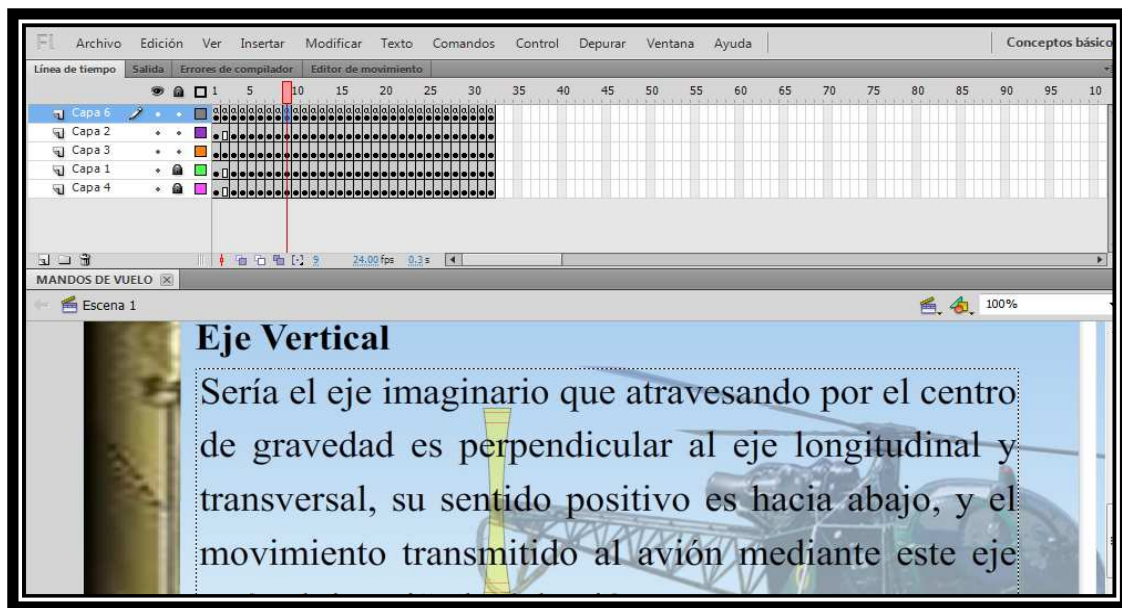 Fl Archivo Edición Ver Insertar Modificar Texto Comandos Control Depurar Ventana Ayuda Conceptos básico
Línea de tiempo Salida Errores de compilador Editor de movimiento
1 5 10 15 20 25 30 35 40 45 50 55 60 65 70 75 80 85 90 95 10
Capa 6
Capa 2
Capa 3
Capa 1
Capa 4
9 24.00 fps 0.3 s
MANDOS DE VUELO
Escena 1 100%
Eje Vertical
Sería el eje imaginario que atravesando por el centro
de gravedad es perpendicular al eje longitudinal y
transversal, su sentido positivo es hacia abajo, y el
movimiento transmitido al avión mediante este eje